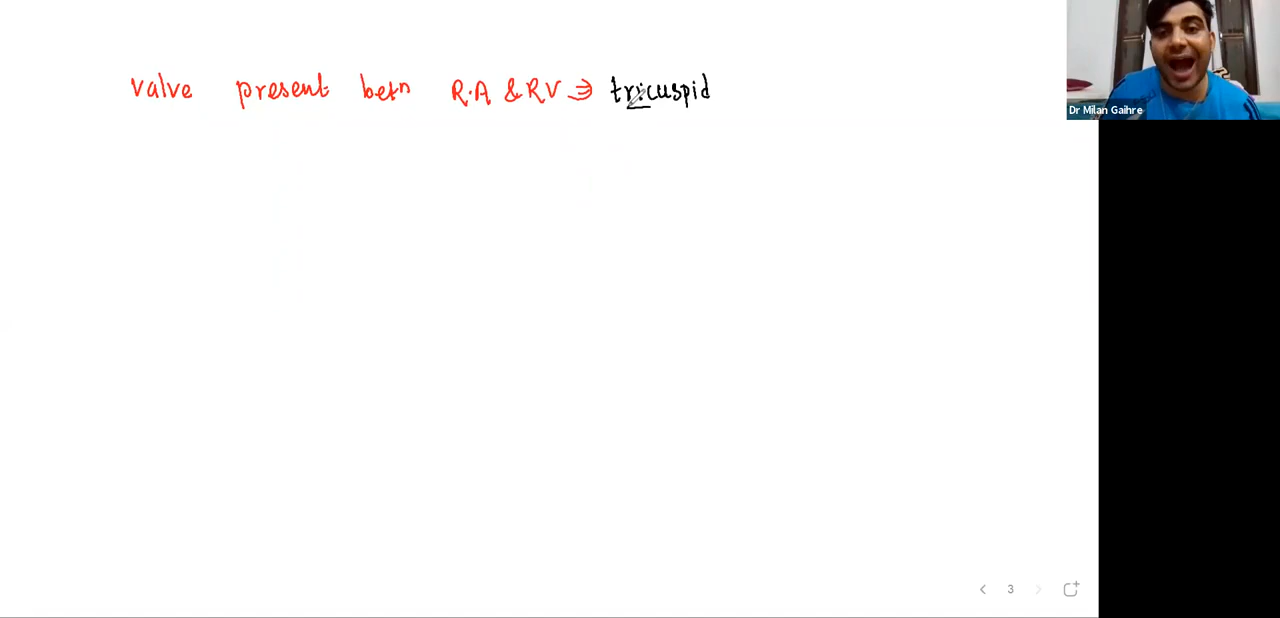 valve present betn R.A & RV ⇒ tricuspid
Dr Milan Gaihre
3